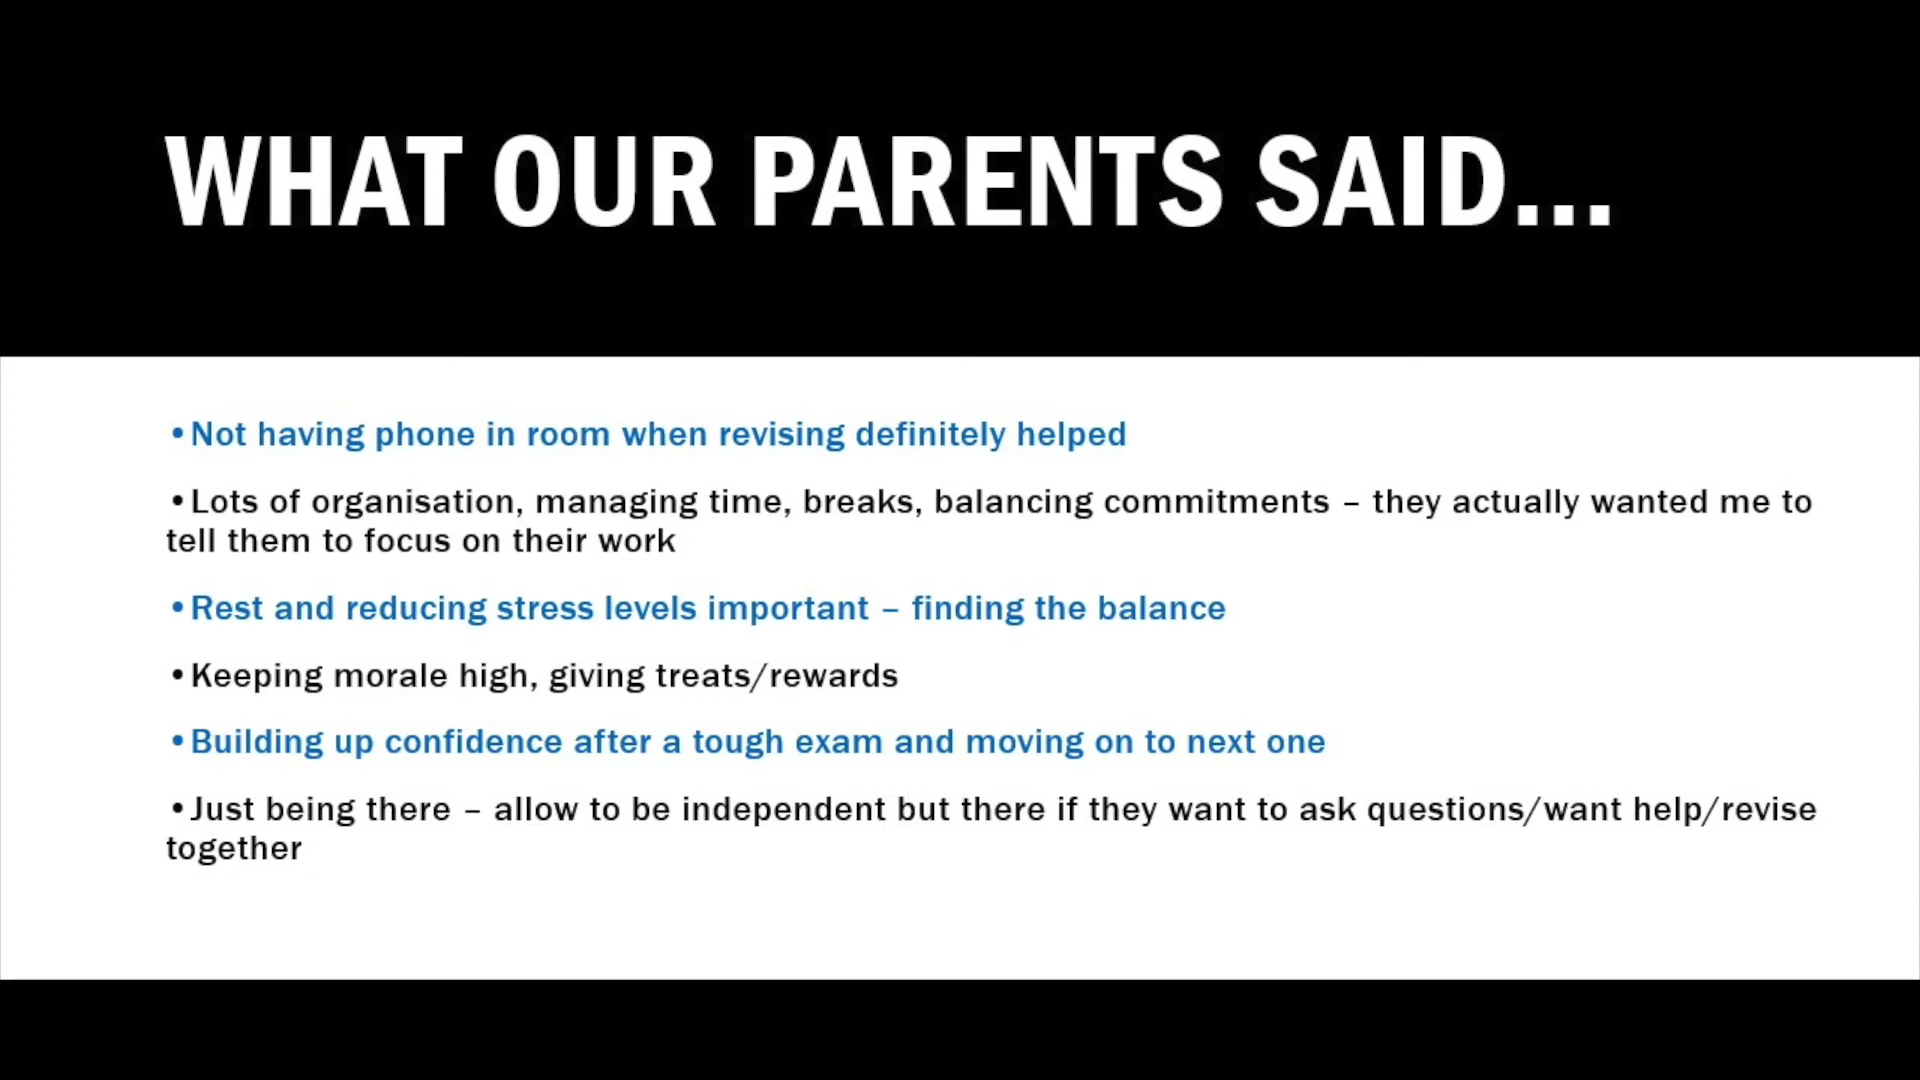 WHAT OUR PARENTS SAID...
•Not having phone in room when revising definitely helped
•Lots of organisation, managing time, breaks, balancing commitments – they actually wanted me to
tell them to focus on their work
•Rest and reducing stress levels important – finding the balance
•Keeping morale high, giving treats/rewards
•Building up confidence after a tough exam and moving on to next one
•Just being there – allow to be independent but there if they want to ask questions/want help/revise
together